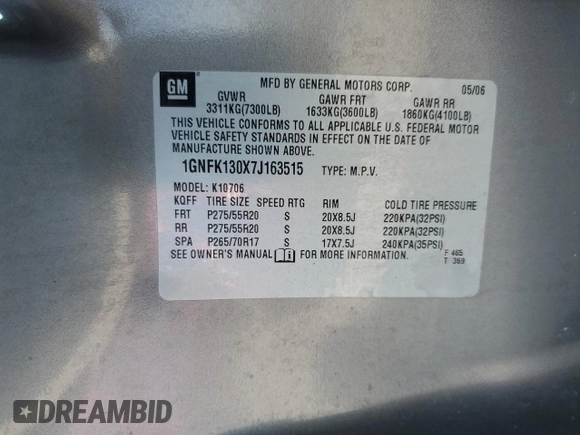 GM
MFD BY GENERAL MOTORS CORP. 05/06
GVWR GAWR FRT GAWR RR
3311KG(7300LB) 1633KG(3600LB) 1860KG(4100LB)
THIS VEHICLE CONFORMS TO ALL APPLICABLE U.S. FEDERAL MOTOR
VEHICLE SAFETY STANDARDS IN EFFECT ON THE DATE OF
MANUFACTURE SHOWN ABOVE.
1GNFK130X7J163515 TYPE: M.P.V.
MODEL: K10706
KQFF TIRE SIZE SPEED RTG RIM COLD TIRE PRESSURE
FRT P275/55R20 S 20X8.5J 220KPA(32PSI)
RR P275/55R20 S 20X8.5J 220KPA(32PSI)
SPA P265/70R17 S 17X7.5J 240KPA(35PSI)
SEE OWNER'S MANUAL FOR MORE INFORMATION. F 465
T 369
DREAMBID